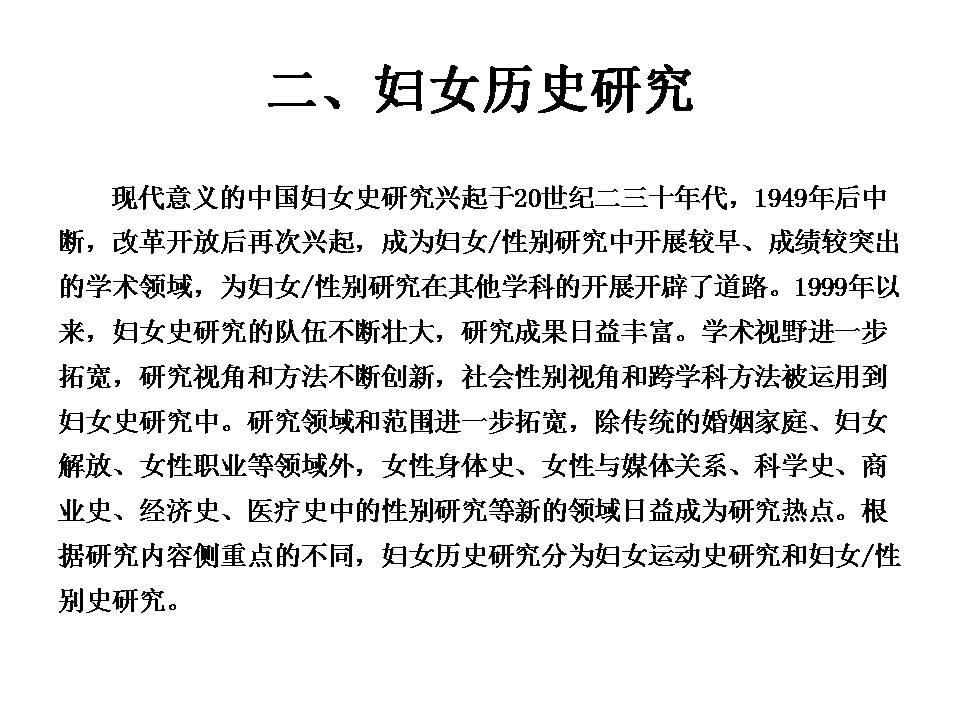 二、妇女历史研究
现代意义的中国妇女史研究兴起于20世纪二三十年代，1949年后中
断，改革开放后再次兴起，成为妇女/性别研究中开展较早、成绩较突出
的学术领域，为妇女/性别研究在其他学科的开展开辟了道路。1999年以
来，妇女史研究的队伍不断壮大，研究成果日益丰富。学术视野进一步
拓宽，研究视角和方法不断创新，社会性别视角和跨学科方法被运用到
妇女史研究中。研究领域和范围进一步拓宽，除传统的婚姻家庭、妇女
解放、女性职业等领域外，女性身体史、女性与媒体关系、科学史、商
业史、经济史、医疗史中的性别研究等新的领域日益成为研究热点。根
据研究内容侧重点的不同，妇女历史研究分为妇女运动史研究和妇女/性
别史研究。